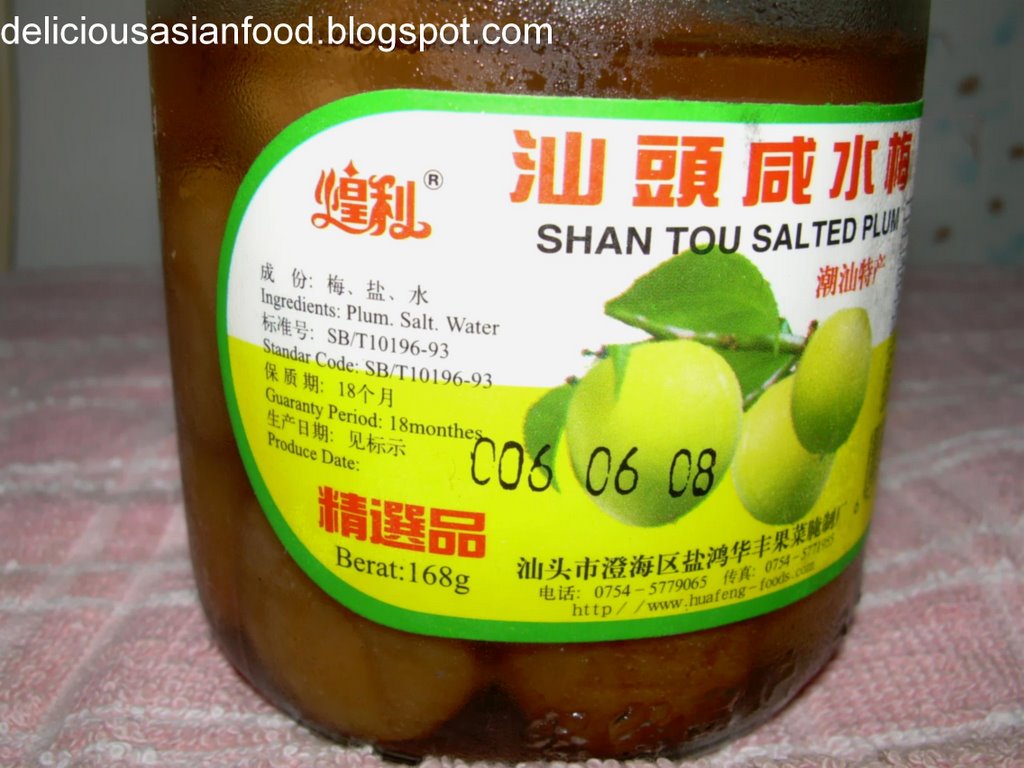 deliciousasianfood.blogspot.com
煌利®
汕頭咸水梅
SHAN TOU SALTED PLUM
潮汕特产
成 份: 梅、盐、水
Ingredients: Plum. Salt. Water
标准号: SB/T10196-93
Standar Code: SB/T10196-93
保 质 期: 18个月
Guaranty Period: 18monthes
生产日期: 见标示
Produce Date:
006 06 08
精選品
Berat:168g
汕头市澄海区盐鸿华丰果菜腌制厂
电话: 0754-5779065 传真: 0754-5771955
http//www.huafeng-foods.com